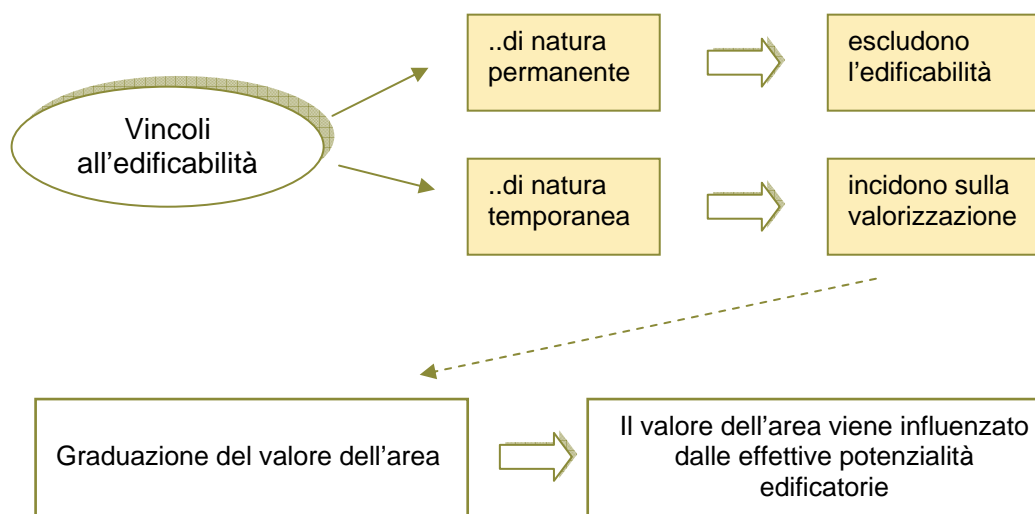 Vincoli
all'edificabilità
..di natura
permanente
escludono
l'edificabilità
..di natura
temporanea
incidono sulla
valorizzazione
Graduazione del valore dell'area
Il valore dell'area viene influenzato
dalle effettive potenzialità
edificatorie